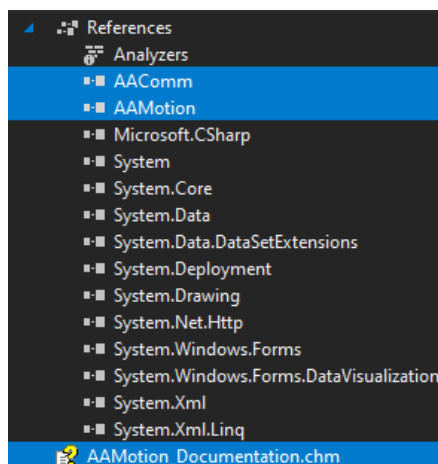 References
Analyzers
AAComm
AAMotion
Microsoft.CSharp
System
System.Core
System.Data
System.Data.DataSetExtensions
System.Deployment
System.Drawing
System.Net.Http
System.Windows.Forms
System.Windows.Forms.DataVisualization
System.Xml
System.Xml.Linq
AAMotion_Documentation.chm